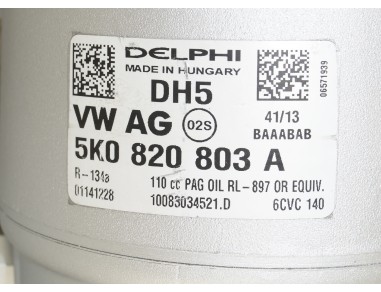 DELPHI
MADE IN HUNGARY
06571939
DH5
41/13
VW AG 02S
BAAABAB
5K0 820 803 A
R-134a
110 cc PAG OIL RL-897 OR EQUIV.
01141228
10083034521.D
6CVC 140